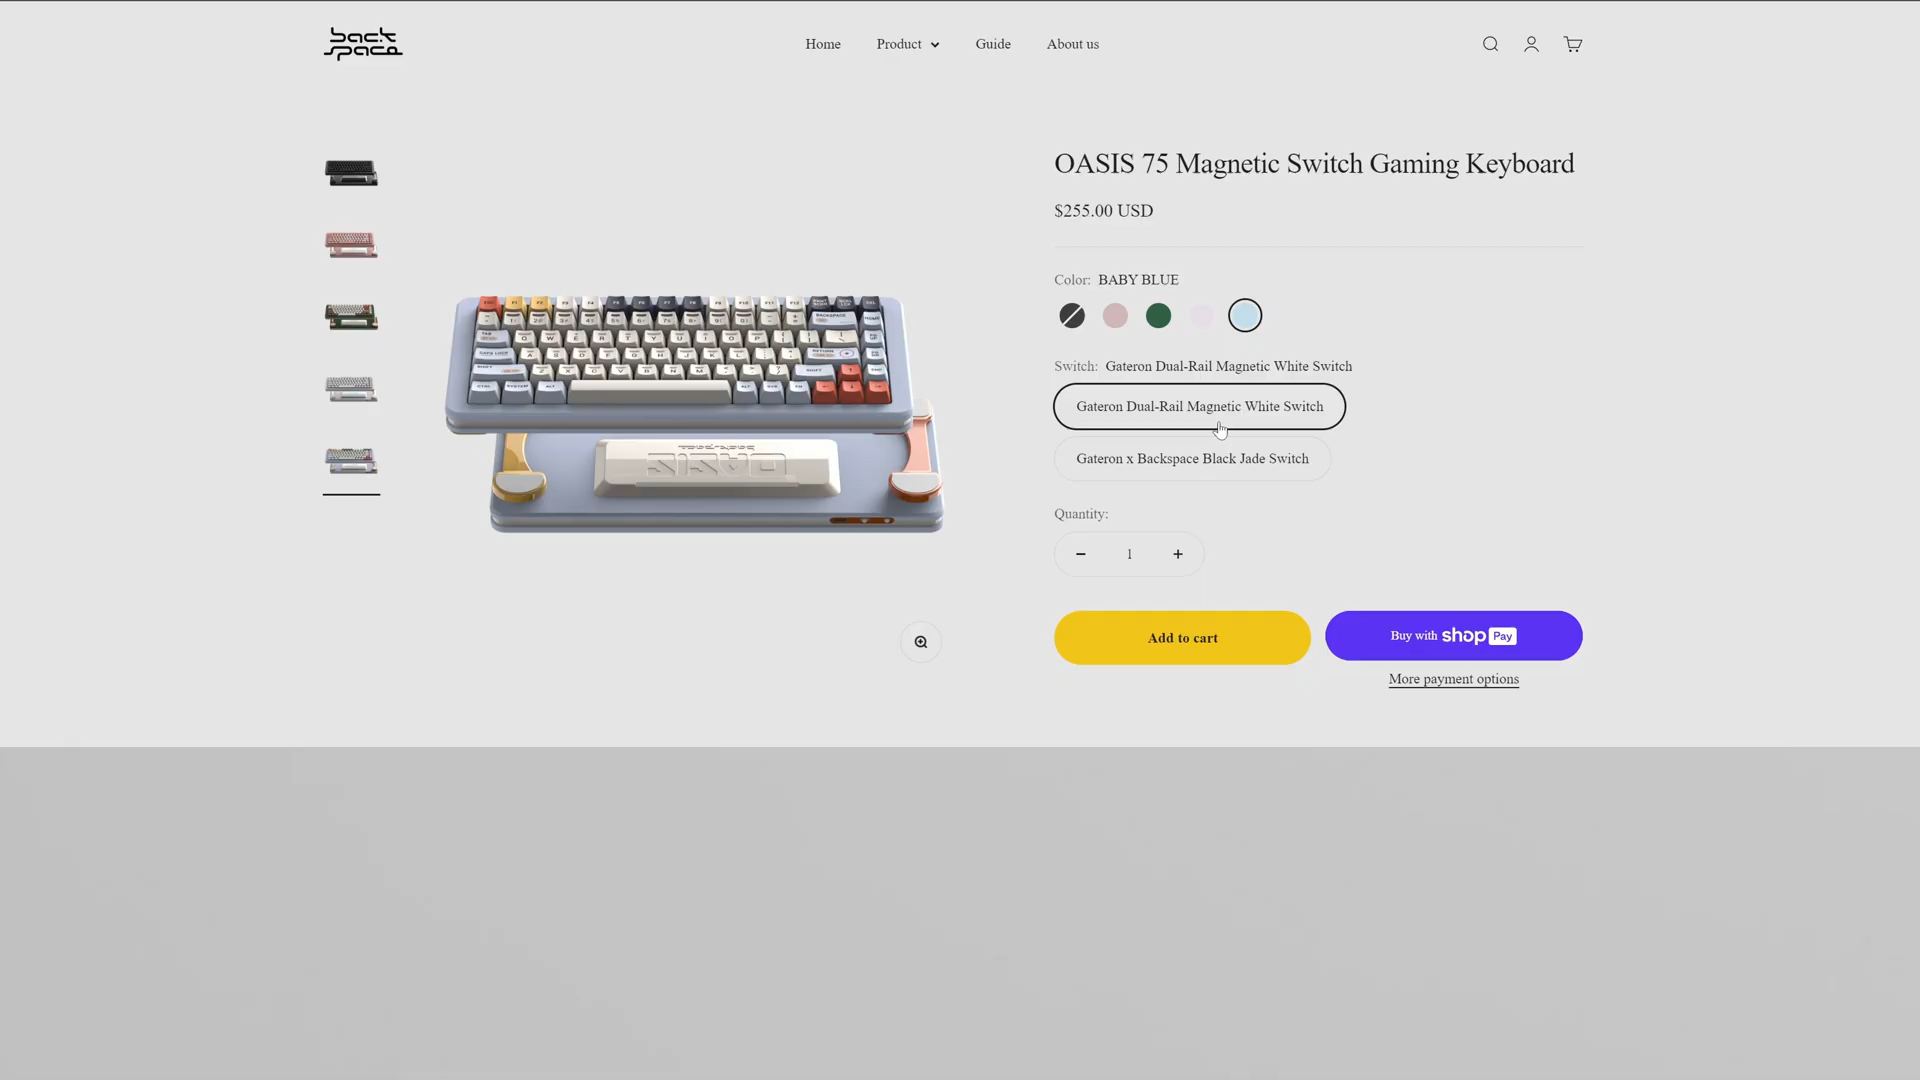 back
space
Home
Product
Guide
About us
OASIS 75 Magnetic Switch Gaming Keyboard
$255.00 USD
Color: BABY BLUE
Switch: Gateron Dual-Rail Magnetic White Switch
Gateron Dual-Rail Magnetic White Switch
Gateron x Backspace Black Jade Switch
Quantity:
1
Add to cart
Buy with shop Pay
More payment options